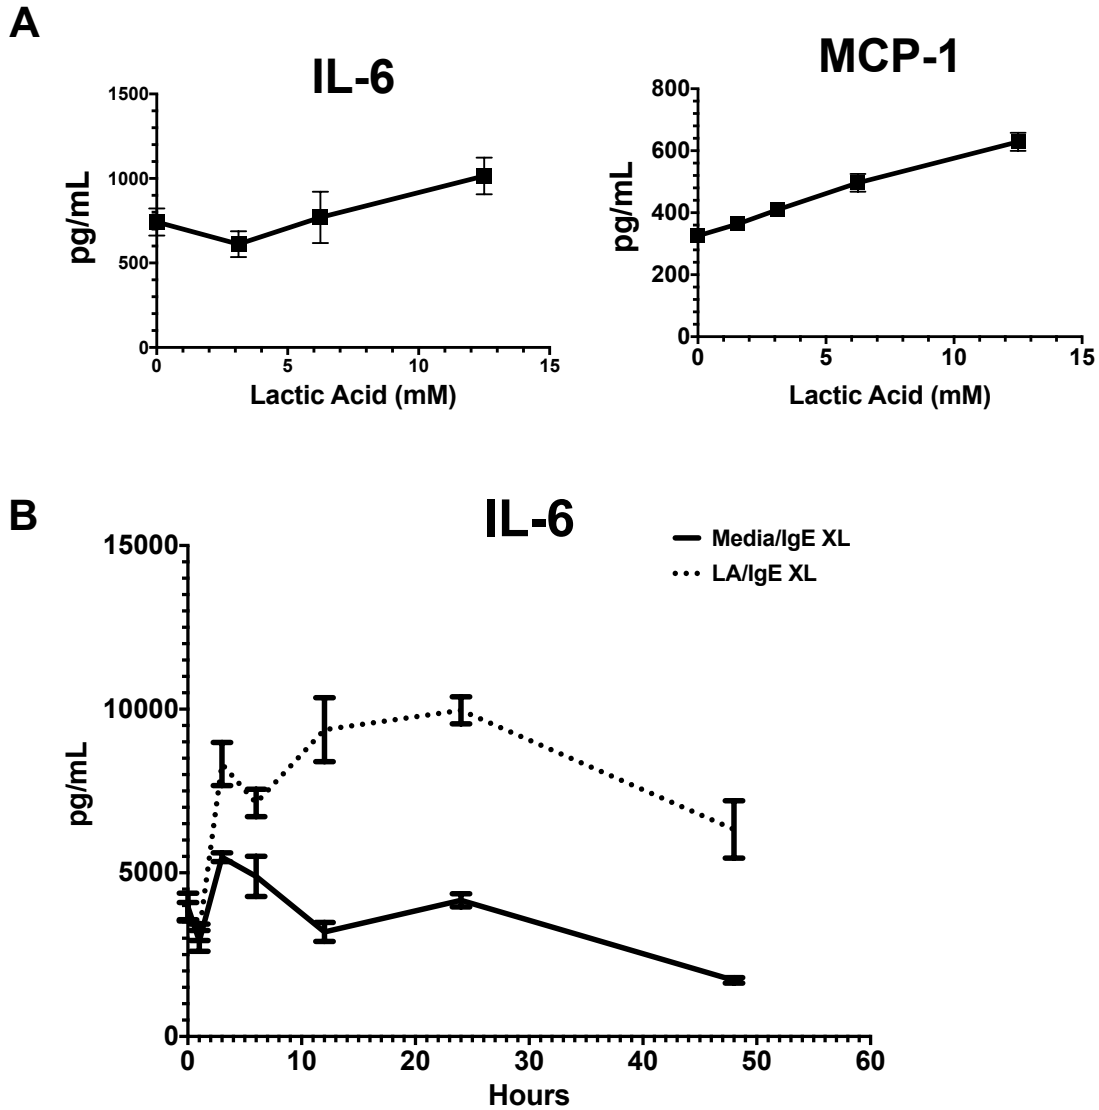 A
IL-6
1500
1000
500
0
pg/mL
0 5 10 15
Lactic Acid (mM)
MCP-1
800
600
400
200
0
pg/mL
0 5 10 15
Lactic Acid (mM)
B
IL-6
Media/IgE XL
LA/IgE XL
15000
10000
5000
0
pg/mL
0 10 20 30 40 50 60
Hours